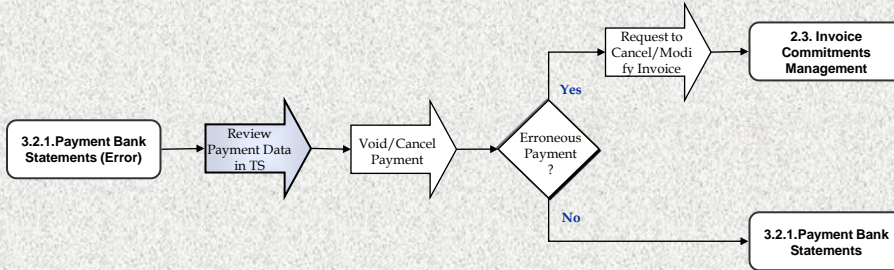 3.2.1.Payment Bank
Statements (Error)
Review
Payment Data
in TS
Void/Cancel
Payment
Erroneous
Payment
?
Yes
Request to
Cancel/Modi
fy Invoice
2.3. Invoice
Commitments
Management
No
3.2.1.Payment Bank
Statements